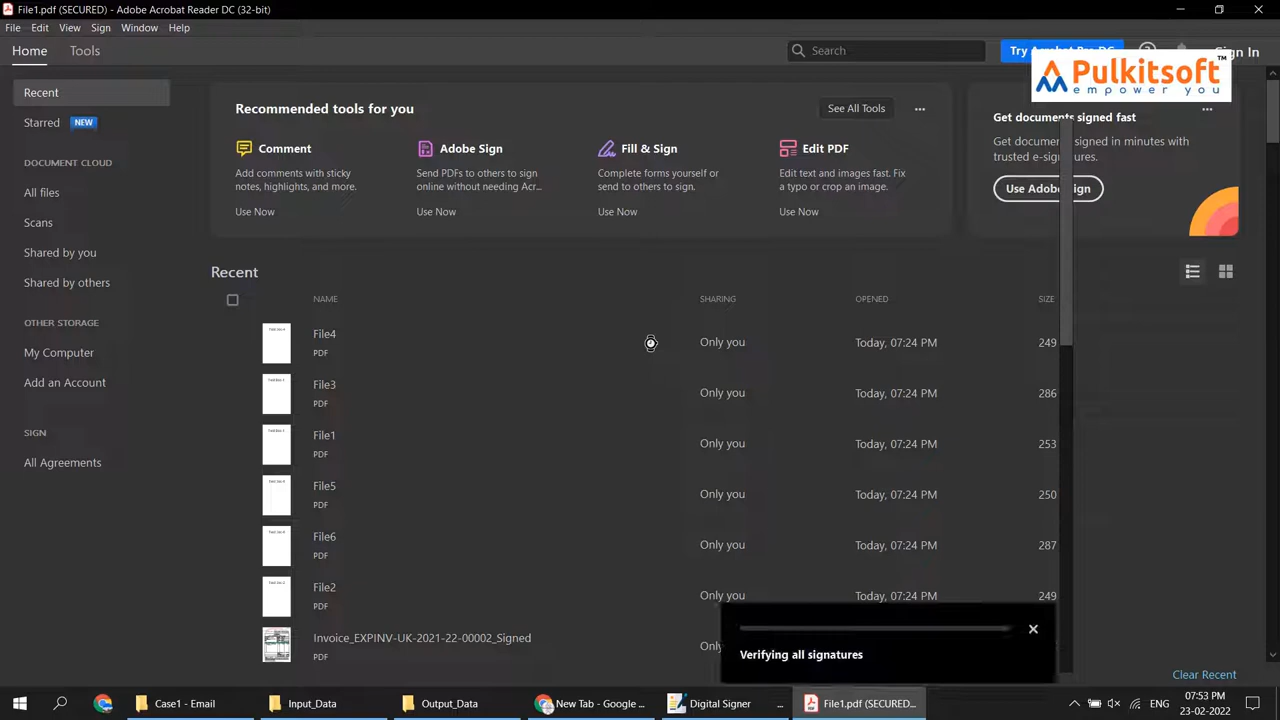 File1.pdf (SECURED) - Adobe Acrobat Reader DC (32-bit)
File Edit View Sign Window Help
Home Tools Search Sign In
Pulkitsoft™
empower you
Recent
Starred NEW
DOCUMENT CLOUD
All files
Scans
Shared by you
Shared by others
OTHER STORAGE
My Computer
Add an Account
SIGN
All Agreements
Recommended tools for you
See All Tools
Comment
Add comments with sticky
notes, highlights, and more.
Use Now
Adobe Sign
Send PDFs to others to sign
online without needing Acr...
Use Now
Fill & Sign
Complete forms yourself or
send to others to sign.
Use Now
Edit PDF
Edit text and images fast. Fix
a typo or crop an image.
Use Now
Get documents signed fast
Get documents signed in minutes with
trusted e-signatures.
Use Adobe Sign
Recent
NAME SHARING OPENED SIZE
File4
PDF
Only you Today, 07:24 PM 249
File3
PDF
Only you Today, 07:24 PM 286
File1
PDF
Only you Today, 07:24 PM 253
File5
PDF
Only you Today, 07:24 PM 250
File6
PDF
Only you Today, 07:24 PM 287
File2
PDF
Only you Today, 07:24 PM 249
Invoice_EXPINV-UK-2021-22-00002_Signed
PDF
Verifying all signatures
Clear Recent
Case1 - Email
Input_Data
Output_Data
New Tab - Google ...
Digital Signer ...
File1.pdf (SECURED...
ENG
07:53 PM
23-02-2022